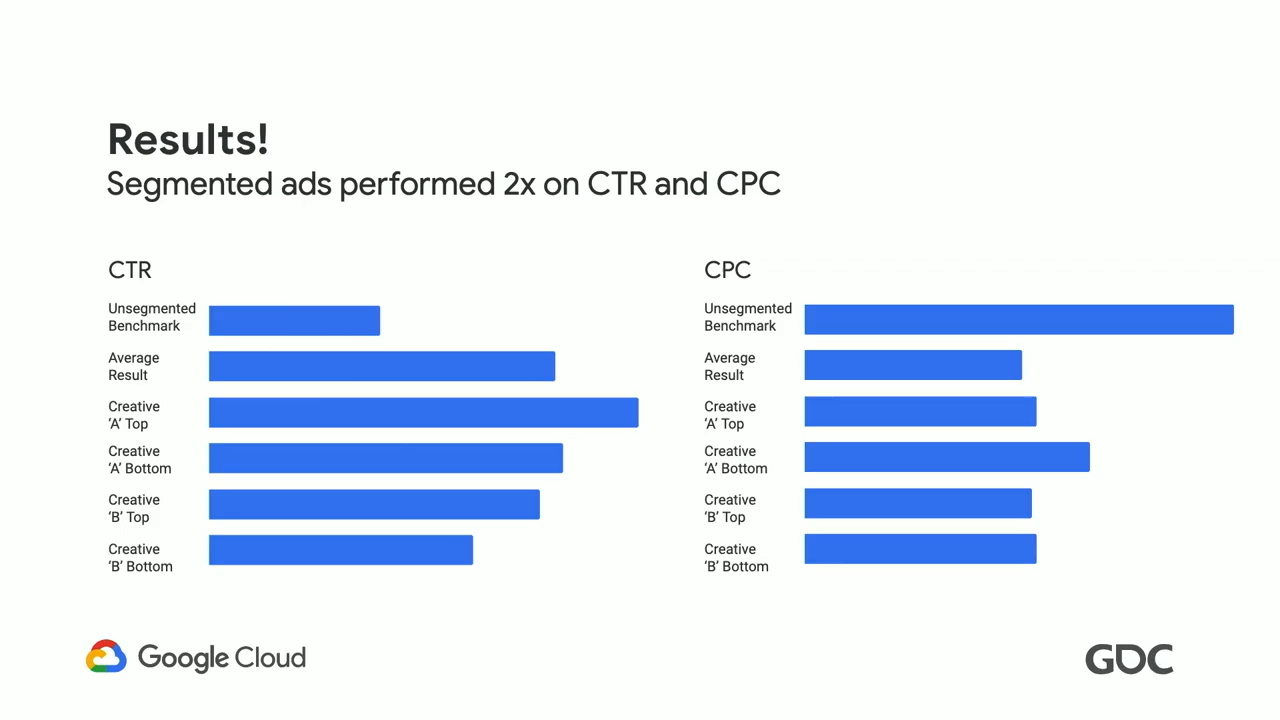 Results!
Segmented ads performed 2x on CTR and CPC
CTR
Unsegmented
Benchmark
Average
Result
Creative
‘A’ Top
Creative
‘A’ Bottom
Creative
‘B’ Top
Creative
‘B’ Bottom
CPC
Unsegmented
Benchmark
Average
Result
Creative
‘A’ Top
Creative
‘A’ Bottom
Creative
‘B’ Top
Creative
‘B’ Bottom
Google Cloud
GDC